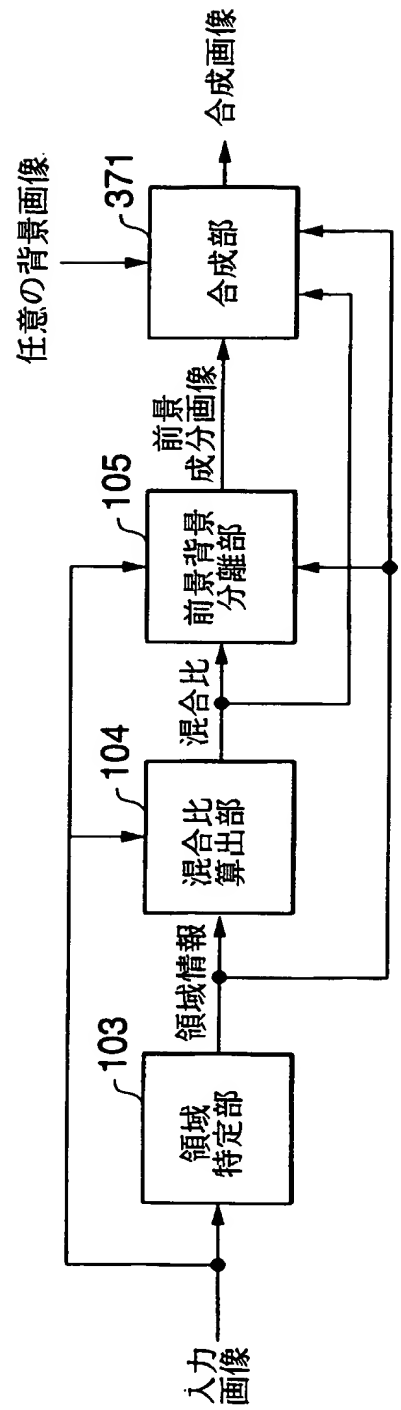 入力
画像
103
領域
特定部
領域情報
104
混合比
算出部
混合比
105
前景背景
分離部
前景
成分画像
任意の背景画像
371
合成部
合成画像